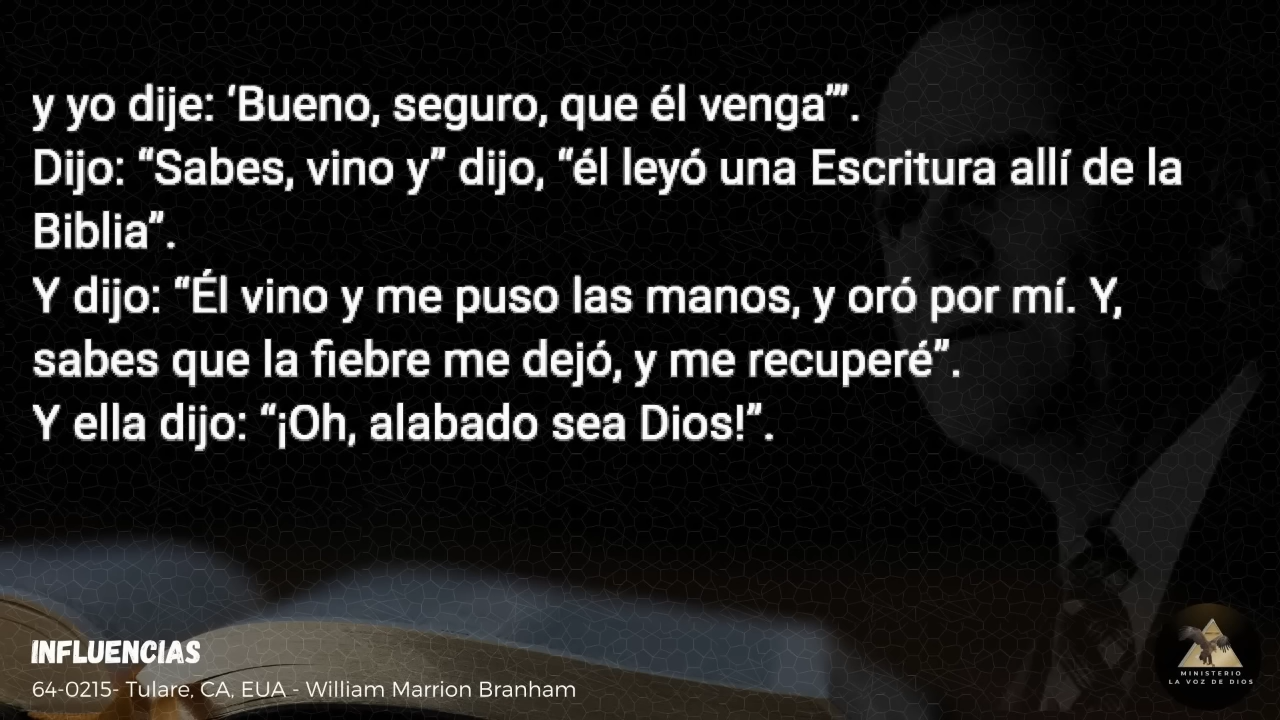 y yo dije: ‘Bueno, seguro, que él venga’”.
Dijo: “Sabes, vino y” dijo, “él leyó una Escritura allí de la
Biblia”.
Y dijo: “Él vino y me puso las manos, y oró por mí. Y,
sabes que la fiebre me dejó, y me recuperé”.
Y ella dijo: “¡Oh, alabado sea Dios!”.
INFLUENCIAS
64-0215- Tulare, CA, EUA - William Marrion Branham
MINISTERIO
LA VOZ DE DIOS